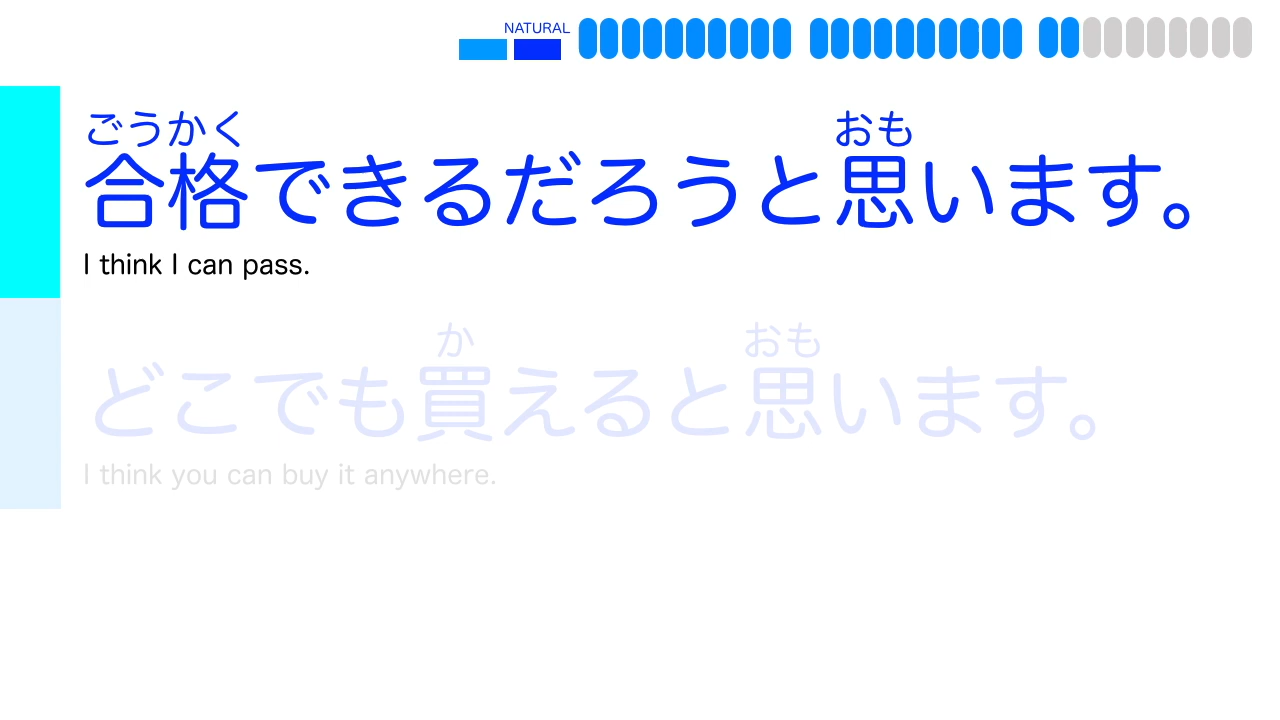 NATURAL
ごうかく おも
合格できるだろうと思います。
I think I can pass.
か おも
どこでも買えると思います。
I think you can buy it anywhere.